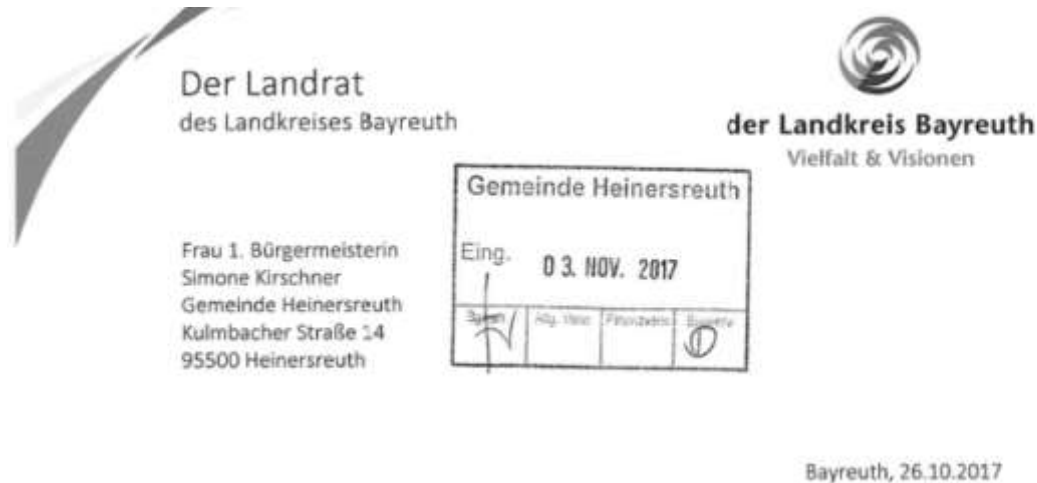 Der Landrat
des Landkreises Bayreuth
der Landkreis Bayreuth
Vielfalt & Visionen
Gemeinde Heinersreuth
Eing.
03. NOV. 2017
Frau 1. Bürgermeisterin
Simone Kirschner
Gemeinde Heinersreuth
Kulmbacher Straße 14
95500 Heinersreuth
Bayreuth, 26.10.2017